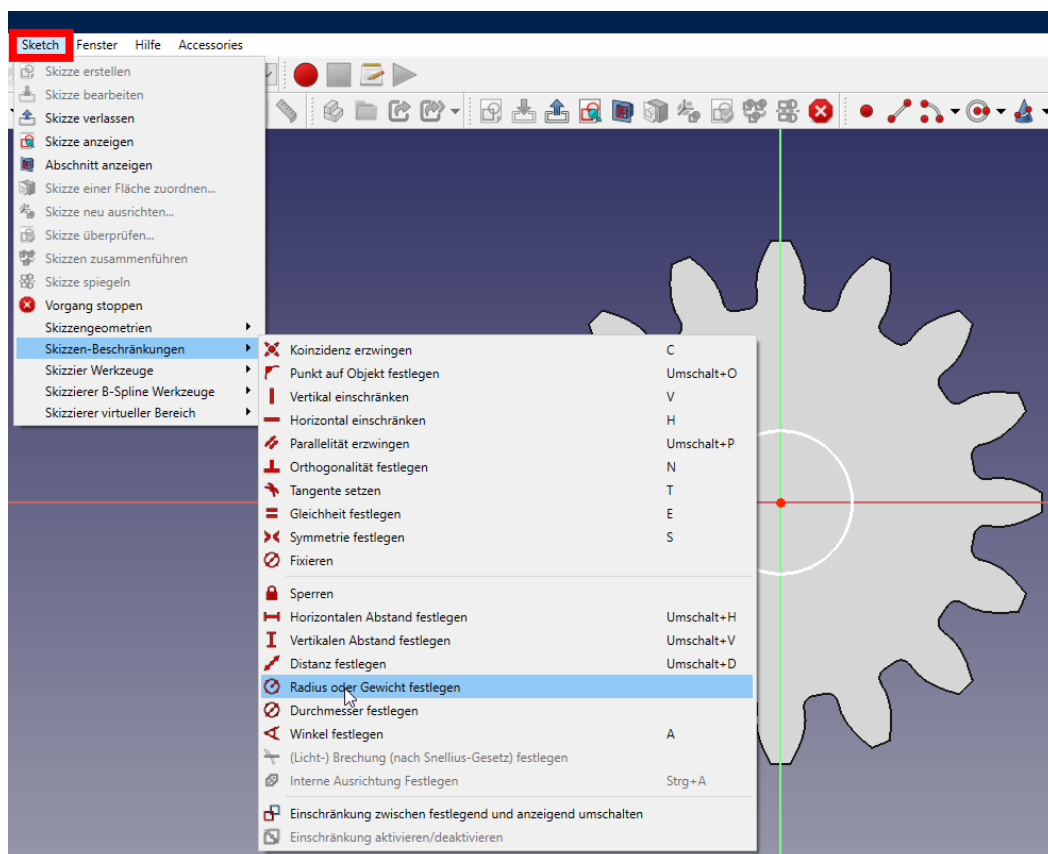 Sketch Fenster Hilfe Accessories
Skizze erstellen
Skizze bearbeiten
Skizze verlassen
Skizze anzeigen
Abschnitt anzeigen
Skizze einer Fläche zuordnen...
Skizze neu ausrichten...
Skizze überprüfen...
Skizzen zusammenführen
Skizze spiegeln
Vorgang stoppen
Skizzengeometrien
Skizzen-Beschränkungen
Skizzier Werkzeuge
Skizzierer B-Spline Werkzeuge
Skizzierer virtueller Bereich
Koinzidenz erzwingen C
Punkt auf Objekt festlegen Umschalt+O
Vertikal einschränken V
Horizontal einschränken H
Parallelität erzwingen Umschalt+P
Orthogonalität festlegen N
Tangente setzen T
Gleichheit festlegen E
Symmetrie festlegen S
Fixieren
Sperren
Horizontalen Abstand festlegen Umschalt+H
Vertikalen Abstand festlegen Umschalt+V
Distanz festlegen Umschalt+D
Radius oder Gewicht festlegen
Durchmesser festlegen
Winkel festlegen A
(Licht-) Brechung (nach Snellius-Gesetz) festlegen
Interne Ausrichtung Festlegen Strg+A
Einschränkung zwischen festlegend und anzeigend umschalten
Einschränkung aktivieren/deaktivieren